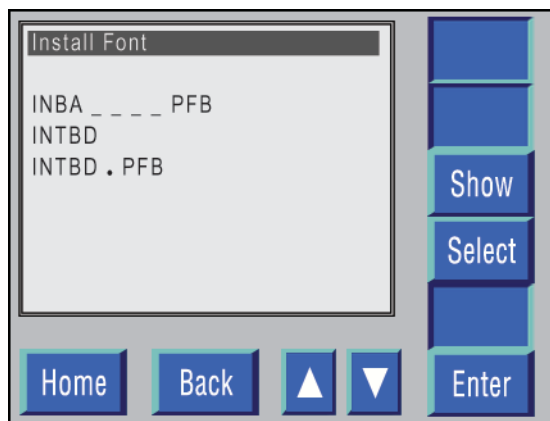 Install Font
INBA _ _ _ _ PFB
INTBD
INTBD . PFB
Show
Select
Home
Back
Enter